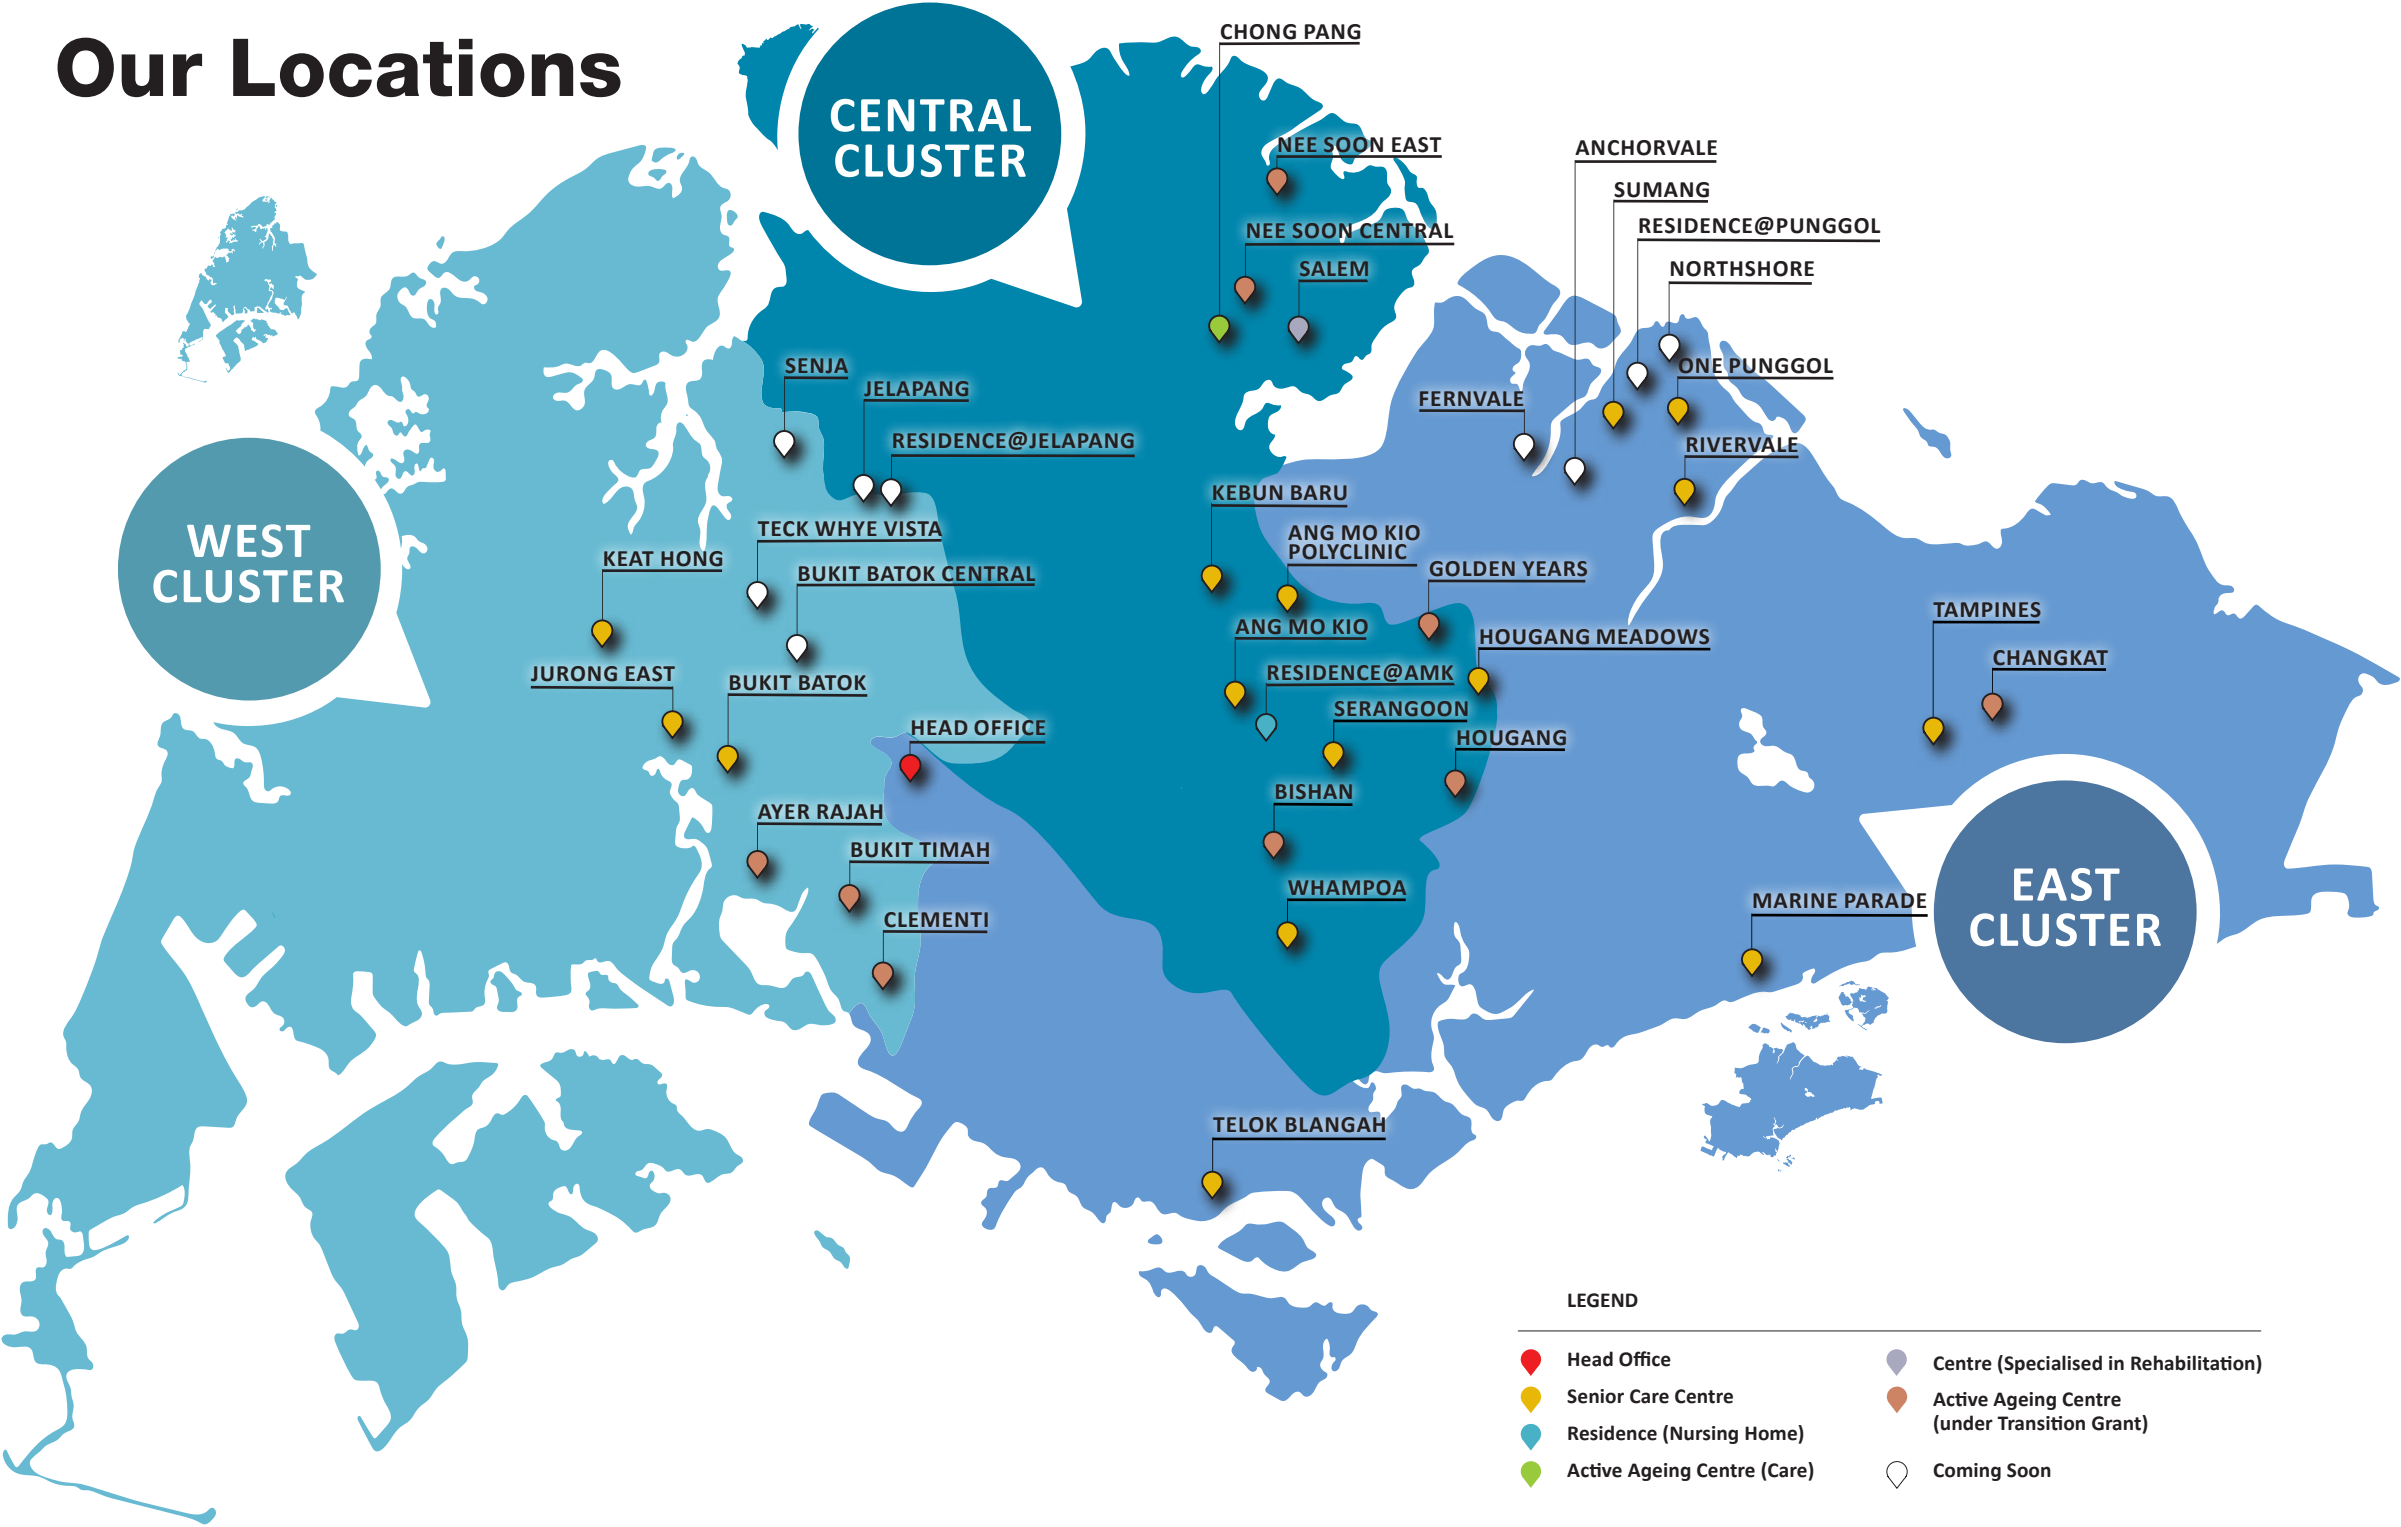 Our Locations
CENTRAL
CLUSTER
CHONG PANG
NEE SOON EAST
NEE SOON CENTRAL
SALEM
ANCHORVALE
SUMANG
RESIDENCE@PUNGGOL
NORTHSHORE
ONE PUNGGOL
FERNVALE
RIVERVALE
SENJA
JELAPANG
RESIDENCE@JELAPANG
WEST
CLUSTER
TECK WHYE VISTA
KEAT HONG
BUKIT BATOK CENTRAL
JURONG EAST
BUKIT BATOK
HEAD OFFICE
AYER RAJAH
BUKIT TIMAH
CLEMENTI
KEBUN BARU
ANG MO KIO
POLYCLINIC
GOLDEN YEARS
ANG MO KIO
HOUGANG MEADOWS
RESIDENCE@AMK
SERANGOON
HOUGANG
BISHAN
WHAMPOA
TAMPINES
CHANGKAT
MARINE PARADE
EAST
CLUSTER
TELOK BLANGAH
LEGEND
Head Office
Senior Care Centre
Residence (Nursing Home)
Active Ageing Centre (Care)
Centre (Specialised in Rehabilitation)
Active Ageing Centre
(under Transition Grant)
Coming Soon